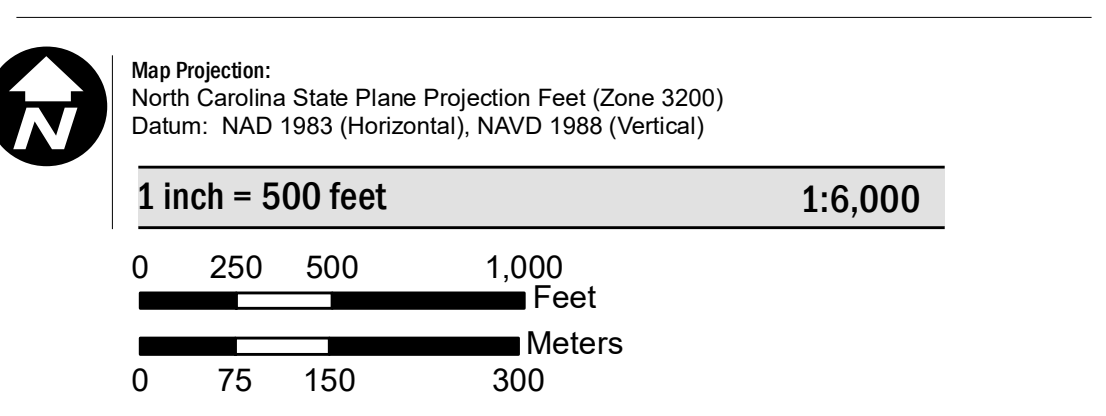 N
Map Projection:
North Carolina State Plane Projection Feet (Zone 3200)
Datum: NAD 1983 (Horizontal), NAVD 1988 (Vertical)
1 inch = 500 feet 1:6,000
0 250 500 1,000
Feet
Meters
0 75 150 300